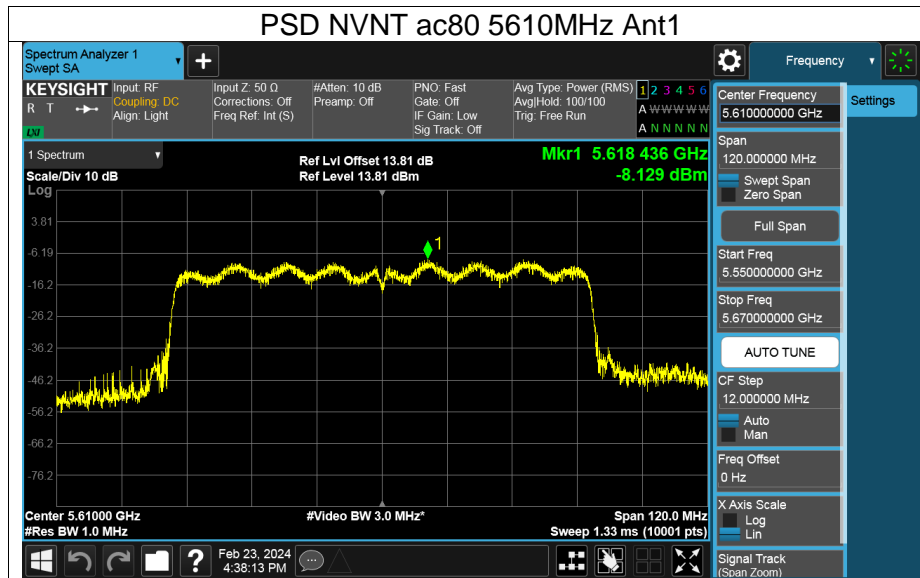 PSD NVNT ac80 5610MHz Ant1
Spectrum Analyzer 1
Swept SA
+
Frequency
KEYSIGHT
R T
LXI
Input: RF
Coupling: DC
Align: Light
Input Z: 50 Ω
Corrections: Off
Freq Ref: Int (S)
#Atten: 10 dB
Preamp: Off
PNO: Fast
Gate: Off
IF Gain: Low
Sig Track: Off
Avg Type: Power (RMS)
Avg|Hold: 100/100
Trig: Free Run
1 2 3 4 5 6
A W W W W W
A N N N N N
1 Spectrum
Scale/Div 10 dB
Log
Ref Lvl Offset 13.81 dB
Ref Level 13.81 dBm
Mkr1 5.618 436 GHz
-8.129 dBm
3.81
-6.19
-16.2
-26.2
-36.2
-46.2
-56.2
-66.2
-76.2
1
Center 5.61000 GHz
#Res BW 1.0 MHz
#Video BW 3.0 MHz*
Span 120.0 MHz
Sweep 1.33 ms (10001 pts)
Center Frequency
5.610000000 GHz
Settings
Span
120.000000 MHz
Swept Span
Zero Span
Full Span
Start Freq
5.550000000 GHz
Stop Freq
5.670000000 GHz
AUTO TUNE
CF Step
12.000000 MHz
Auto
Man
Freq Offset
0 Hz
X Axis Scale
Log
Lin
Signal Track
(Span Zoom)
?
Feb 23, 2024
4:38:13 PM